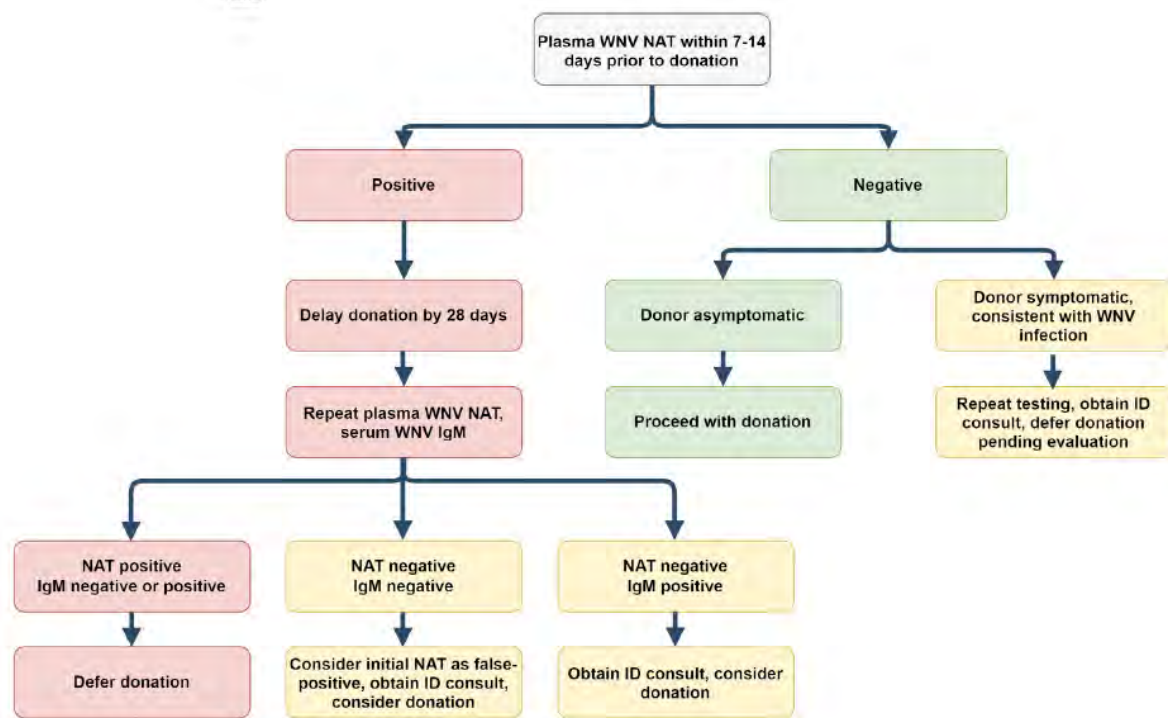 Plasma WNV NAT within 7-14
days prior to donation
Positive
Negative
Delay donation by 28 days
Donor asymptomatic
Donor symptomatic,
consistent with WNV
infection
Repeat plasma WNV NAT,
serum WNV IgM
Proceed with donation
Repeat testing, obtain ID
consult, defer donation
pending evaluation
NAT positive
IgM negative or positive
NAT negative
IgM negative
NAT negative
IgM positive
Defer donation
Consider initial NAT as false-
positive, obtain ID consult,
consider donation
Obtain ID consult, consider
donation